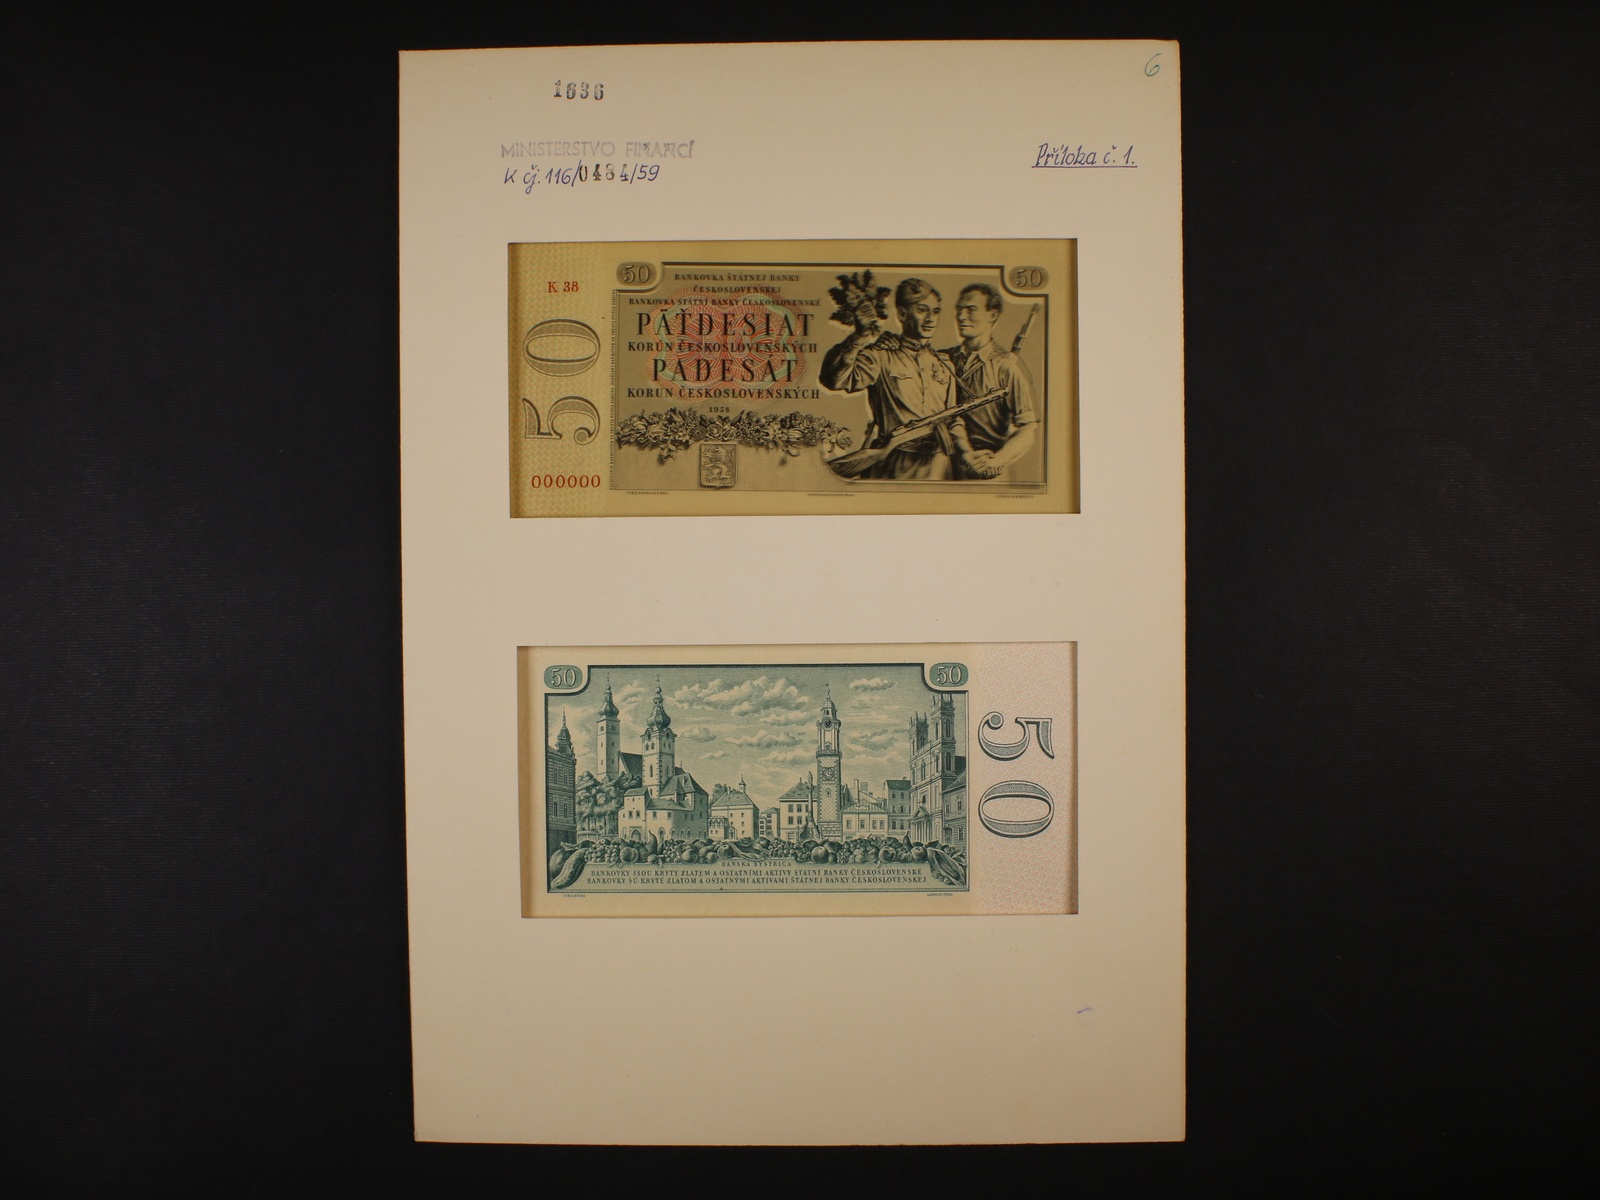 6
1636
MINISTERSTVO FINANCÍ
K čj. 116/0484/59
Příloha č. 1.
K 38
50
50
50
BANKOVKA ŠTÁTNEJ BANKY
ČESKOSLOVENSKEJ
BANKOVKA STÁTNÍ BANKY ČESKOSLOVENSKÉ
PÄŤDESIAT
KORÚN ČESKOSLOVENSKÝCH
PADESÁT
KORUN ČESKOSLOVENSKÝCH
1958
000000
50
50
50
BANSKÁ BYSTRICA
BANKOVKY JSOU KRYTY ZLATEM A OSTATNÍMI AKTIVY STÁTNÍ BANKY ČESKOSLOVENSKÉ
BANKOVKY SÚ KRYTÉ ZLATOM A OSTATNÝMI AKTÍVAMI ŠTÁTNEJ BANKY ČESKOSLOVENSKEJ